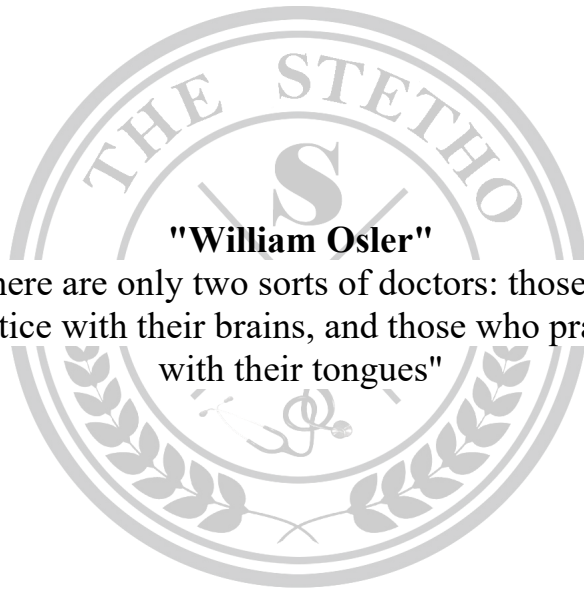 THE STETHO
S
"William Osler"
here are only two sorts of doctors: those
tice with their brains, and those who pra
with their tongues"